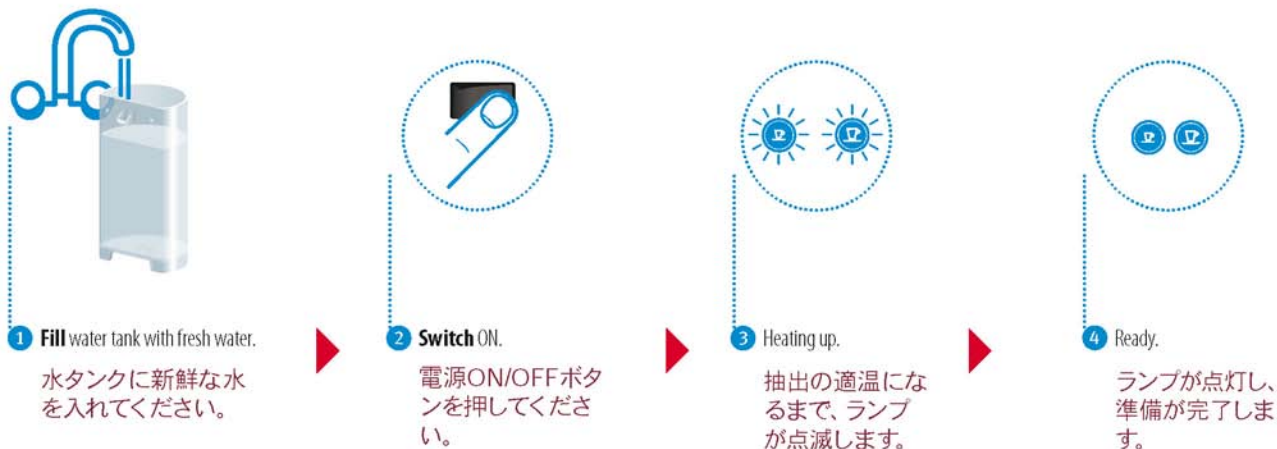 1 Fill water tank with fresh water.
水タンクに新鮮な水
を入れてください。
2 Switch ON.
電源ON/OFFボタ
ンを押してくださ
い。
3 Heating up.
抽出の適温にな
るまで、ランプ
が点滅します。
4 Ready.
ランプが点灯し、
準備が完了しま
す。